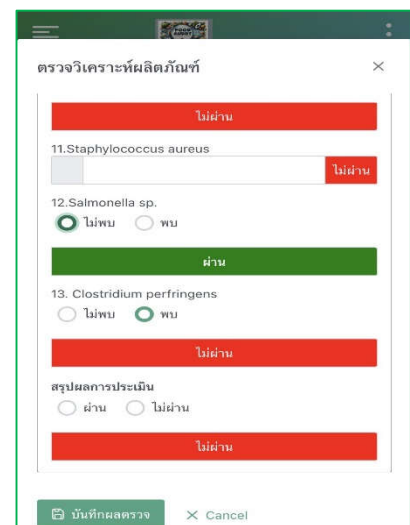 ตรวจวิเคราะห์ผลิตภัณฑ์ ×
ไม่ผ่าน
11.Staphylococcus aureus
ไม่ผ่าน
12.Salmonella sp.
ไม่พบ พบ
ผ่าน
13. Clostridium perfringens
ไม่พบ พบ
ไม่ผ่าน
สรุปผลการประเมิน
ผ่าน ไม่ผ่าน
ไม่ผ่าน
บันทึกผลตรวจ × Cancel